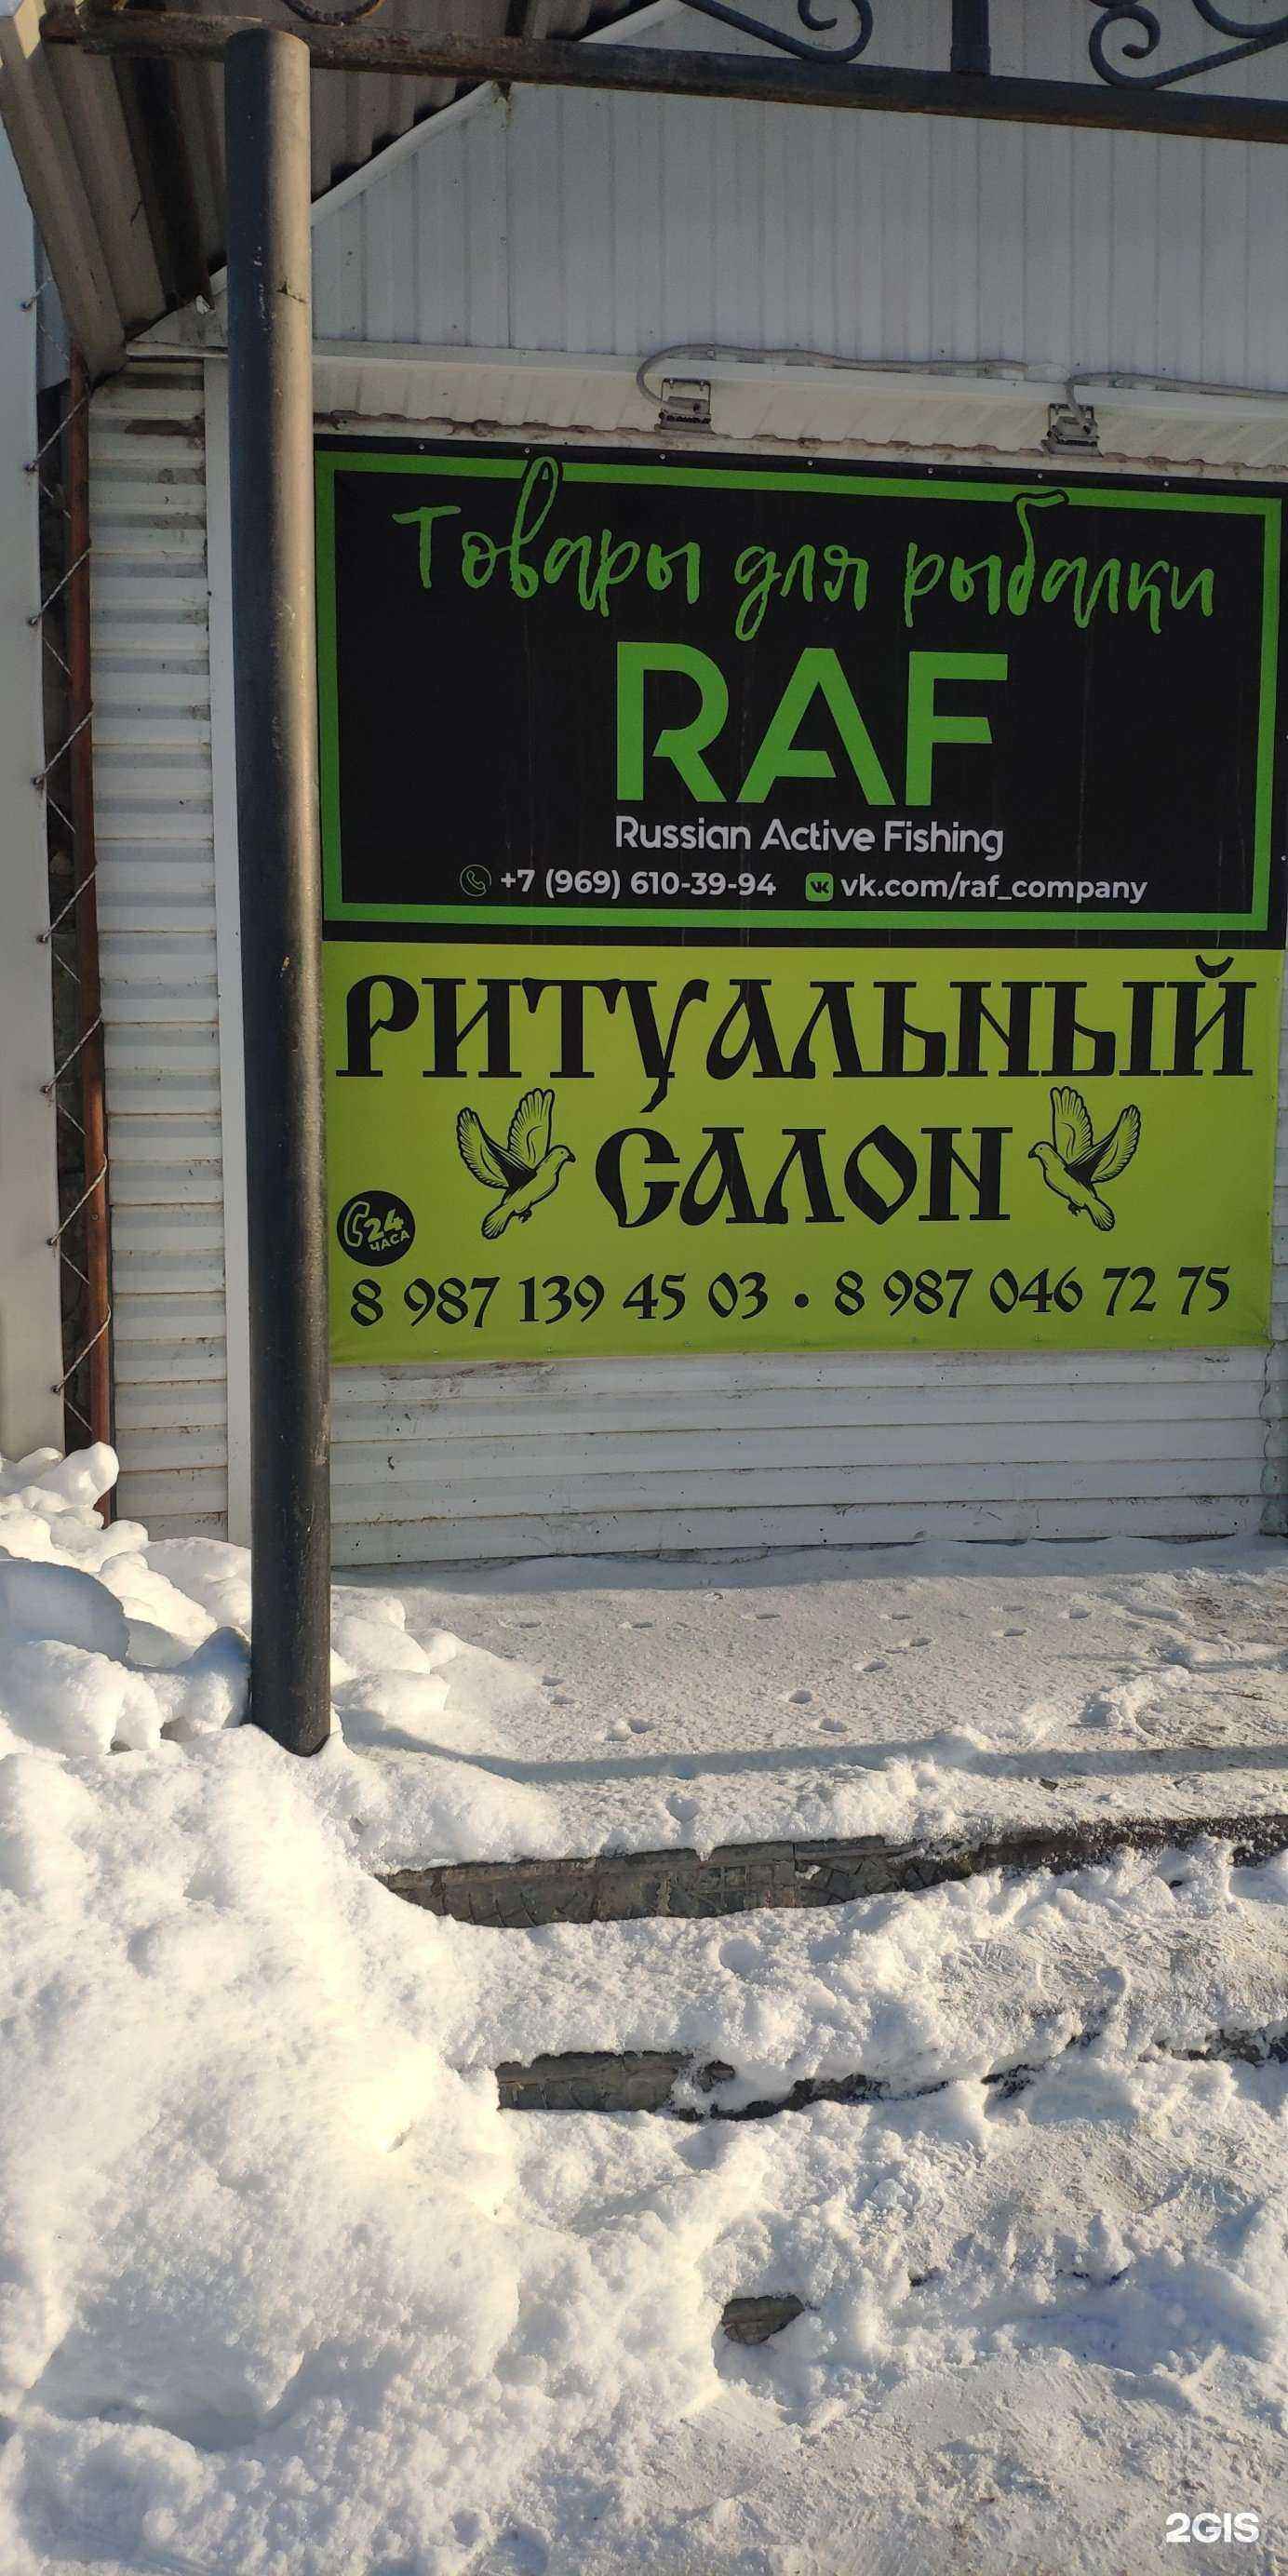 Товары для рыбалки
RAF
Russian Active Fishing
+7 (969) 610-39-94 vk.com/raf_company
РИТУАЛЬНЫЙ
САЛОН
24
ЧАСА
8 987 139 45 03 • 8 987 046 72 75
2GIS